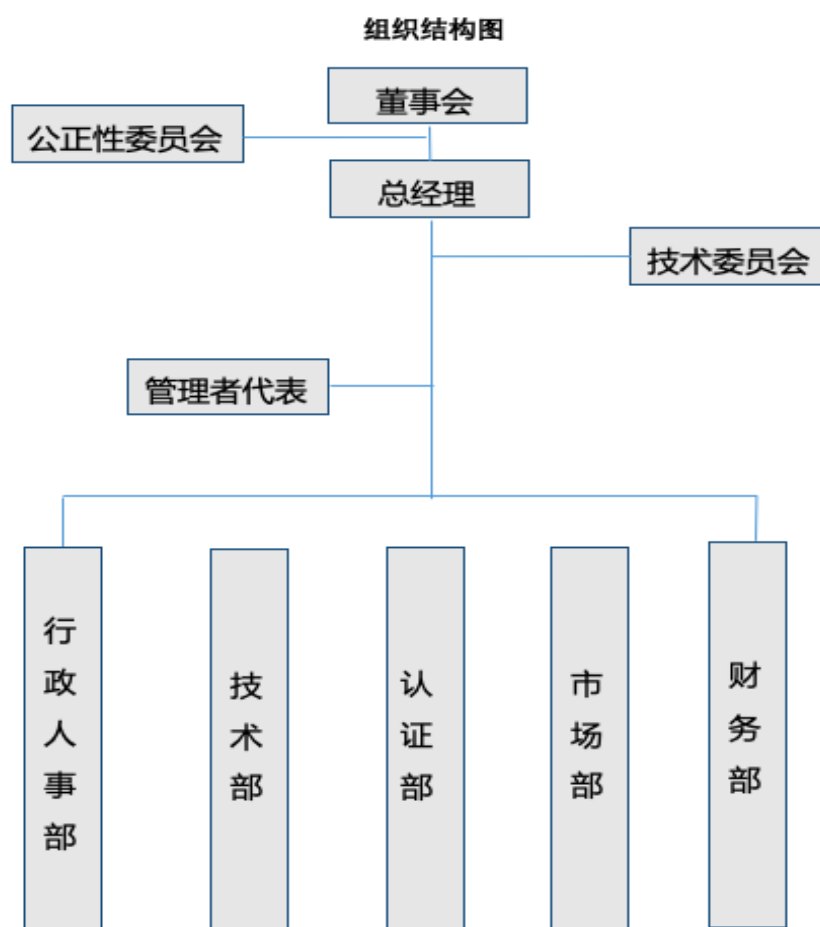 组织结构图
董事会
公正性委员会
总经理
技术委员会
管理者代表
行政人事部
技术部
认证部
市场部
财务部